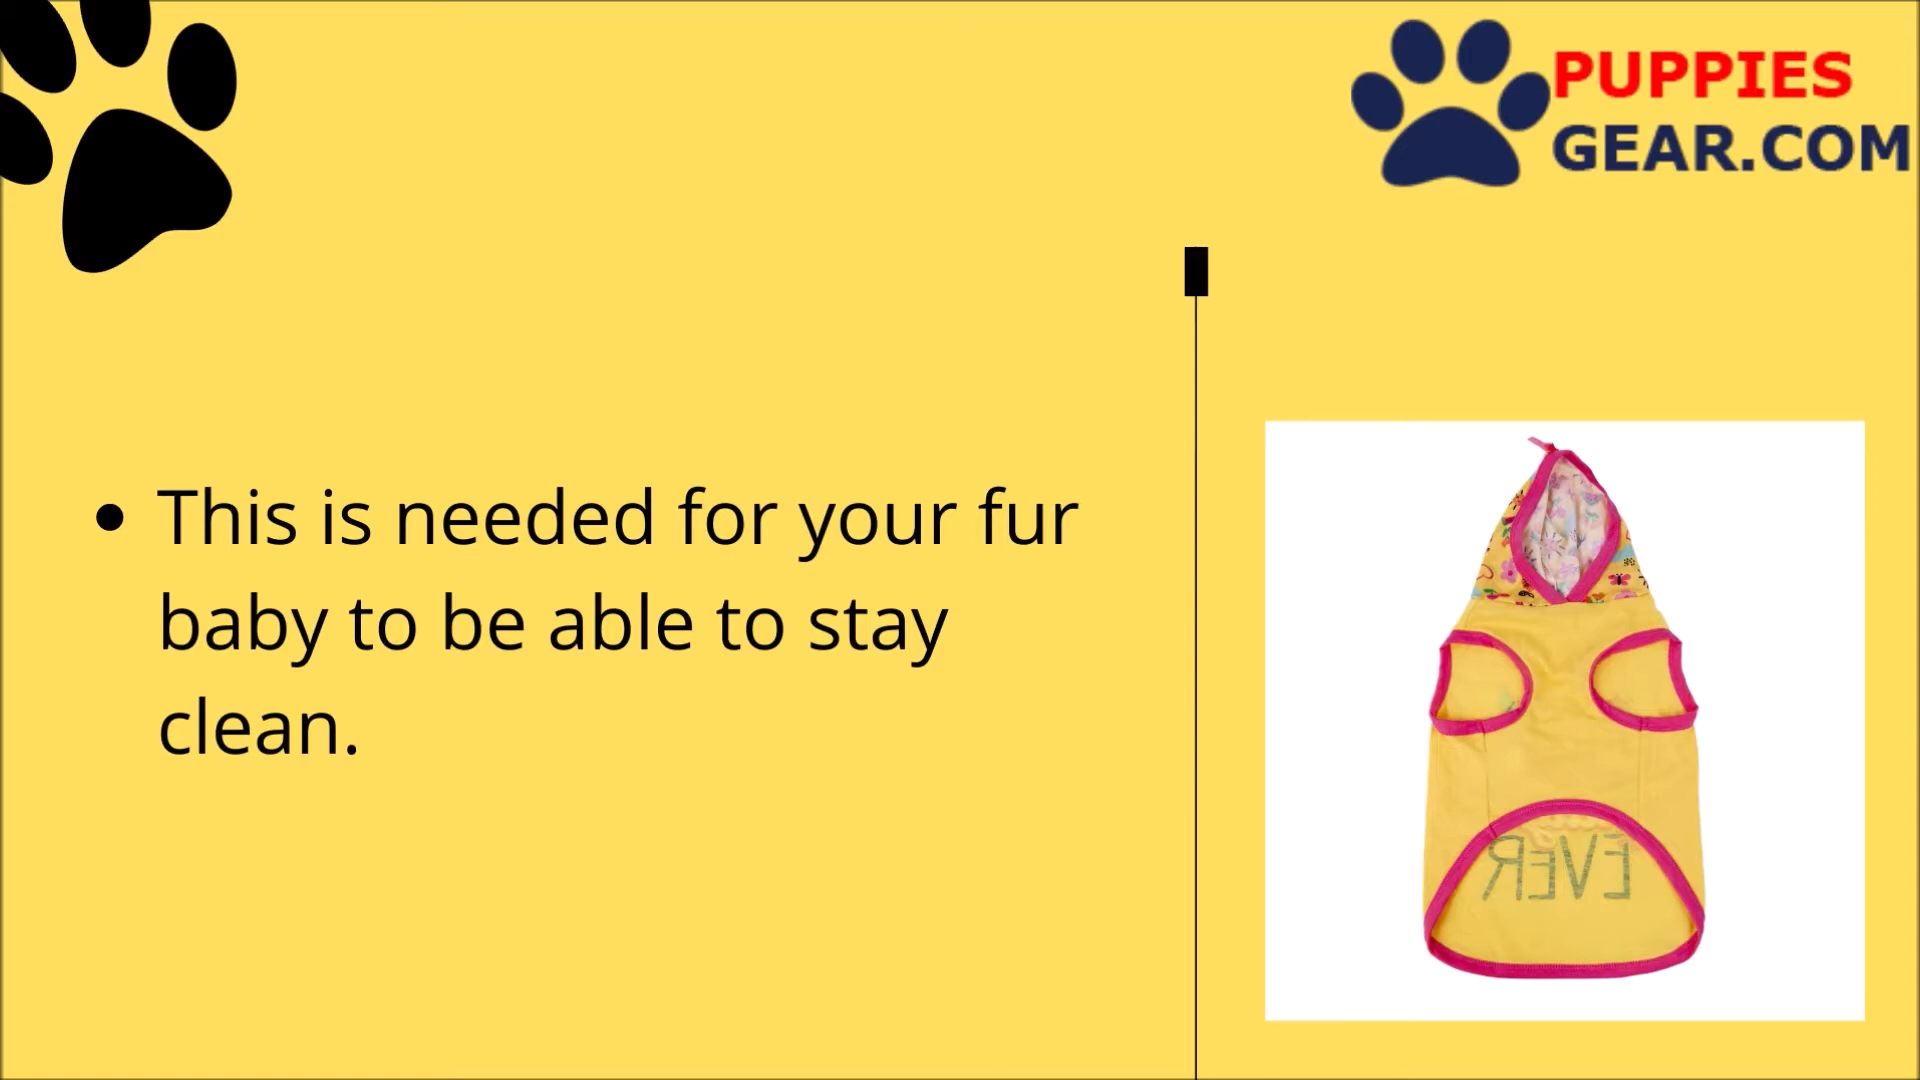 PUPPIES
GEAR.COM
• This is needed for your fur
baby to be able to stay
clean.
EVER